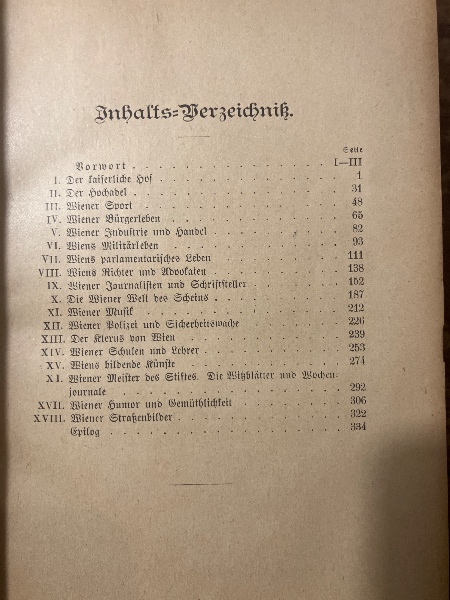 Inhalts-Verzeichniß.
Seite
Vorwort . . . . . . . . . . . . . . I—III
I. Der kaiserliche Hof . . . . . . . . . . . . 1
II. Der Hochadel . . . . . . . . . . . . 31
III. Wiener Sport . . . . . . . . . . . . 48
IV. Wiener Bürgerleben . . . . . . . . . . . . 65
V. Wiener Industrie und Handel . . . . . . . . . . 82
VI. Wiens Militärleben . . . . . . . . . . . . 93
VII. Wiens parlamentarisches Leben . . . . . . . . . 111
VIII. Wiens Richter und Advokaten . . . . . . . . . 138
IX. Wiener Journalisten und Schriftsteller . . . . . . . 152
X. Die Wiener Welt des Scheins . . . . . . . . . 187
XI. Wiener Musik . . . . . . . . . . . . 212
XII. Wiener Polizei und Sicherheitswache . . . . . . . 226
XIII. Der Klerus von Wien . . . . . . . . . . 239
XIV. Wiener Schulen und Lehrer . . . . . . . . . 253
XV. Wiens bildende Künste . . . . . . . . . . 274
XI. Wiener Meister des Stiftes. Die Witzblätter und Wochen-
journale . . . . . . . . . . . . . 292
XVII. Wiener Humor und Gemüthlichkeit . . . . . . . 306
XVIII. Wiener Straßenbilder . . . . . . . . . . 322
Epilog . . . . . . . . . . . . . . 334